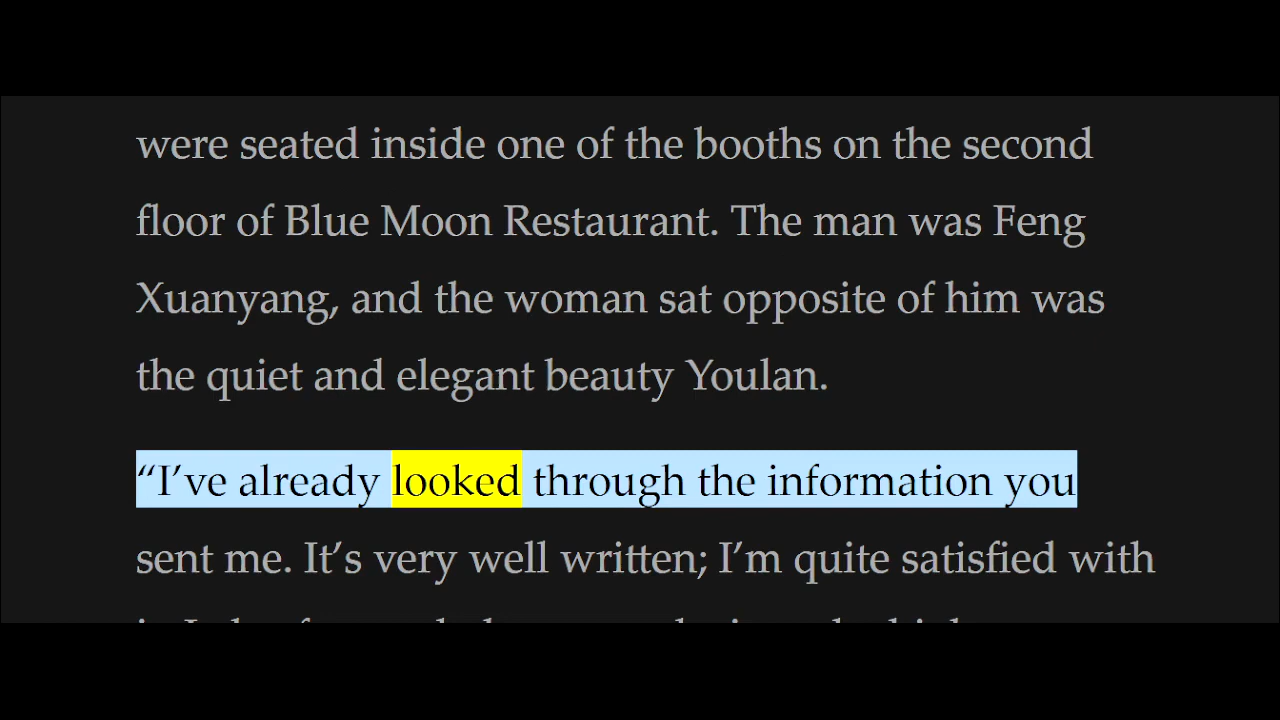 were seated inside one of the booths on the second
floor of Blue Moon Restaurant. The man was Feng
Xuanyang, and the woman sat opposite of him was
the quiet and elegant beauty Youlan.
“I’ve already looked through the information you
sent me. It’s very well written; I’m quite satisfied with